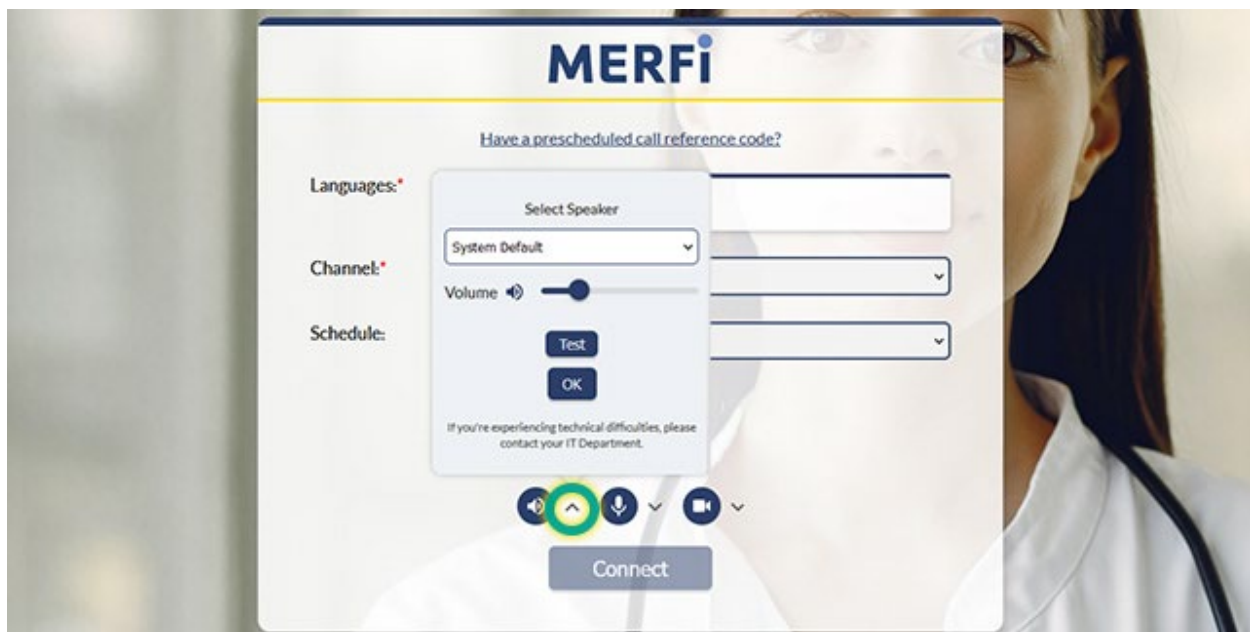 MERFi
Have a prescheduled call reference code?
Languages:*
Select Speaker
System Default
Channel:*
Volume
Schedule:
Test
OK
If you're experiencing technical difficulties, please
contact your IT Department.
Connect